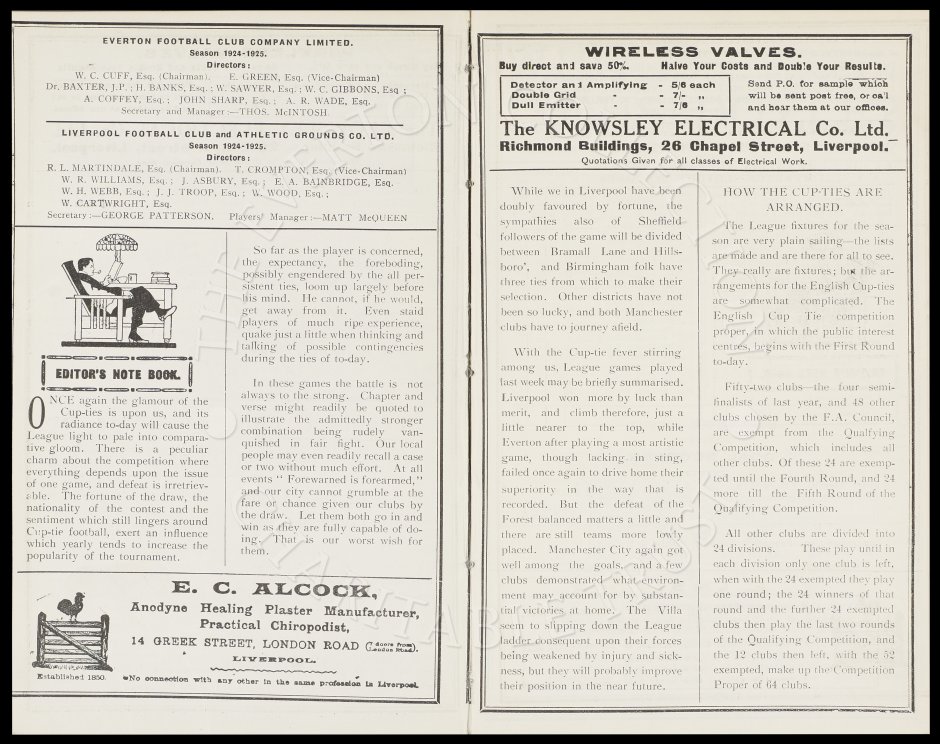 EVERTON FOOTBALL CLUB COMPANY LIMITED.
Season 1924-1925.
Directors:
W. C. CUFF, Esq. (Chairman). E. GREEN, Esq. (Vice-Chairman)
Dr. BAXTER, J.P. ; H. BANKS, Esq. ; W. SAWYER, Esq. ; W. C. GIBBONS, Esq ;
A. COFFEY, Esq. ; JOHN SHARP, Esq. ; A. R. WADE, Esq.
Secretary and Manager :—THOS. McINTOSH
LIVERPOOL FOOTBALL CLUB and ATHLETIC GROUNDS CO. LTD.
Season 1924-1925.
Directors:
R. L. MARTINDALE, Esq. (Chairman). T. CROMPTON, Esq. (Vice-Chairman)
W. R. WILLIAMS, Esq. ; J. ASBURY, Esq. ; E. A. BAINBRIDGE, Esq.
W. H. WEBB, Esq. ; J. J. TROOP, Esq. ; W. WOOD, Esq. ;
W. CARTWRIGHT, Esq.
Secretary :—GEORGE PATTERSON. Players' Manager :—MATT McQUEEN
EDITOR'S NOTE BOOK.
ONCE again the glamour of the
Cup-ties is upon us, and its
radiance to-day will cause the
League light to pale into compara-
tive gloom. There is a peculiar
charm about the competition where
everything depends upon the issue
of one game, and defeat is irretriev-
able. The fortune of the draw, the
nationality of the contest and the
sentiment which still lingers around
Cup-tie football, exert an influence
which yearly tends to increase the
popularity of the tournament.
So far as the player is concerned,
the expectancy, the foreboding,
possibly engendered by the all per-
sistent ties, loom up largely before
his mind. He cannot, if he would,
get away from it. Even staid
players of much ripe experience,
quake just a little when thinking and
talking of possible contingencies
during the ties of to-day.
In these games the battle is not
always to the strong. Chapter and
verse might readily be quoted to
illustrate the admittedly stronger
combination being rudely van-
quished in fair fight. Our local
people may even readily recall a case
or two without much effort. At all
events " Forewarned is forearmed,"
and our city cannot grumble at the
fare or chance given our clubs by
the draw. Let them both go in and
win as they are fully capable of do-
ing. That is our worst wish for
them.
E. C. ALCOCK,
Anodyne Healing Plaster Manufacturer,
Practical Chiropodist,
14 GREEK STREET, LONDON ROAD (7 doors from London Road),
LIVERPOOL.
Established 1850.
No connection with any other in the same profession in Liverpool.
WIRELESS VALVES.
Buy direct and save 50%. Halve Your Costs and Double Your Results.
Detector and Amplifying - 5/6 each
Double Grid - - 7/- „
Dull Emitter - - 7/6 „
Send P.O. for sample which
will be sent post free, or call
and hear them at our offices.
The KNOWSLEY ELECTRICAL Co. Ltd.
Richmond Buildings, 26 Chapel Street, Liverpool.
Quotations Given for all classes of Electrical Work.
While we in Liverpool have been
doubly favoured by fortune, the
sympathies also of Sheffield
followers of the game will be divided
between Bramall Lane and Hills-
boro', and Birmingham folk have
three ties from which to make their
selection. Other districts have not
been so lucky, and both Manchester
clubs have to journey afield.
With the Cup-tie fever stirring
among us, League games played
last week may be briefly summarised.
Liverpool won more by luck than
merit, and climb therefore, just a
little nearer to the top, while
Everton after playing a most artistic
game, though lacking in sting,
failed once again to drive home their
superiority in the way that is
recorded. But the defeat of the
Forest balanced matters a little and
there are still teams more lowly
placed. Manchester City again got
well among the goals, and a few
clubs demonstrated what environ-
ment may account for by substan-
tial victories at home. The Villa
seem to slipping down the League
ladder consequent upon their forces
being weakened by injury and sick-
ness, but they will probably improve
their position in the near future.
HOW THE CUP-TIES ARE
ARRANGED.
The League fixtures for the sea-
son are very plain sailing—the lists
are made and are there for all to see.
They really are fixtures; but the ar-
rangements for the English Cup-ties
are somewhat complicated. The
English Cup Tie competition
proper, in which the public interest
centres, begins with the First Round
to-day.
Fifty-two clubs—the four semi-
finalists of last year, and 48 other
clubs chosen by the F.A. Council,
are exempt from the Qualifying
Competition, which includes all
other clubs. Of these 24 are exemp-
ted until the Fourth Round, and 24
more till the Fifth Round of the
Qualifying Competition.
All other clubs are divided into
24 divisions. These play until in
each division only one club is left,
when with the 24 exempted they play
one round; the 24 winners of that
round and the further 24 exempted
clubs then play the last two rounds
of the Qualifying Competition, and
the 12 clubs then left, with the 52
exempted, make up the Competition
Proper of 64 clubs.